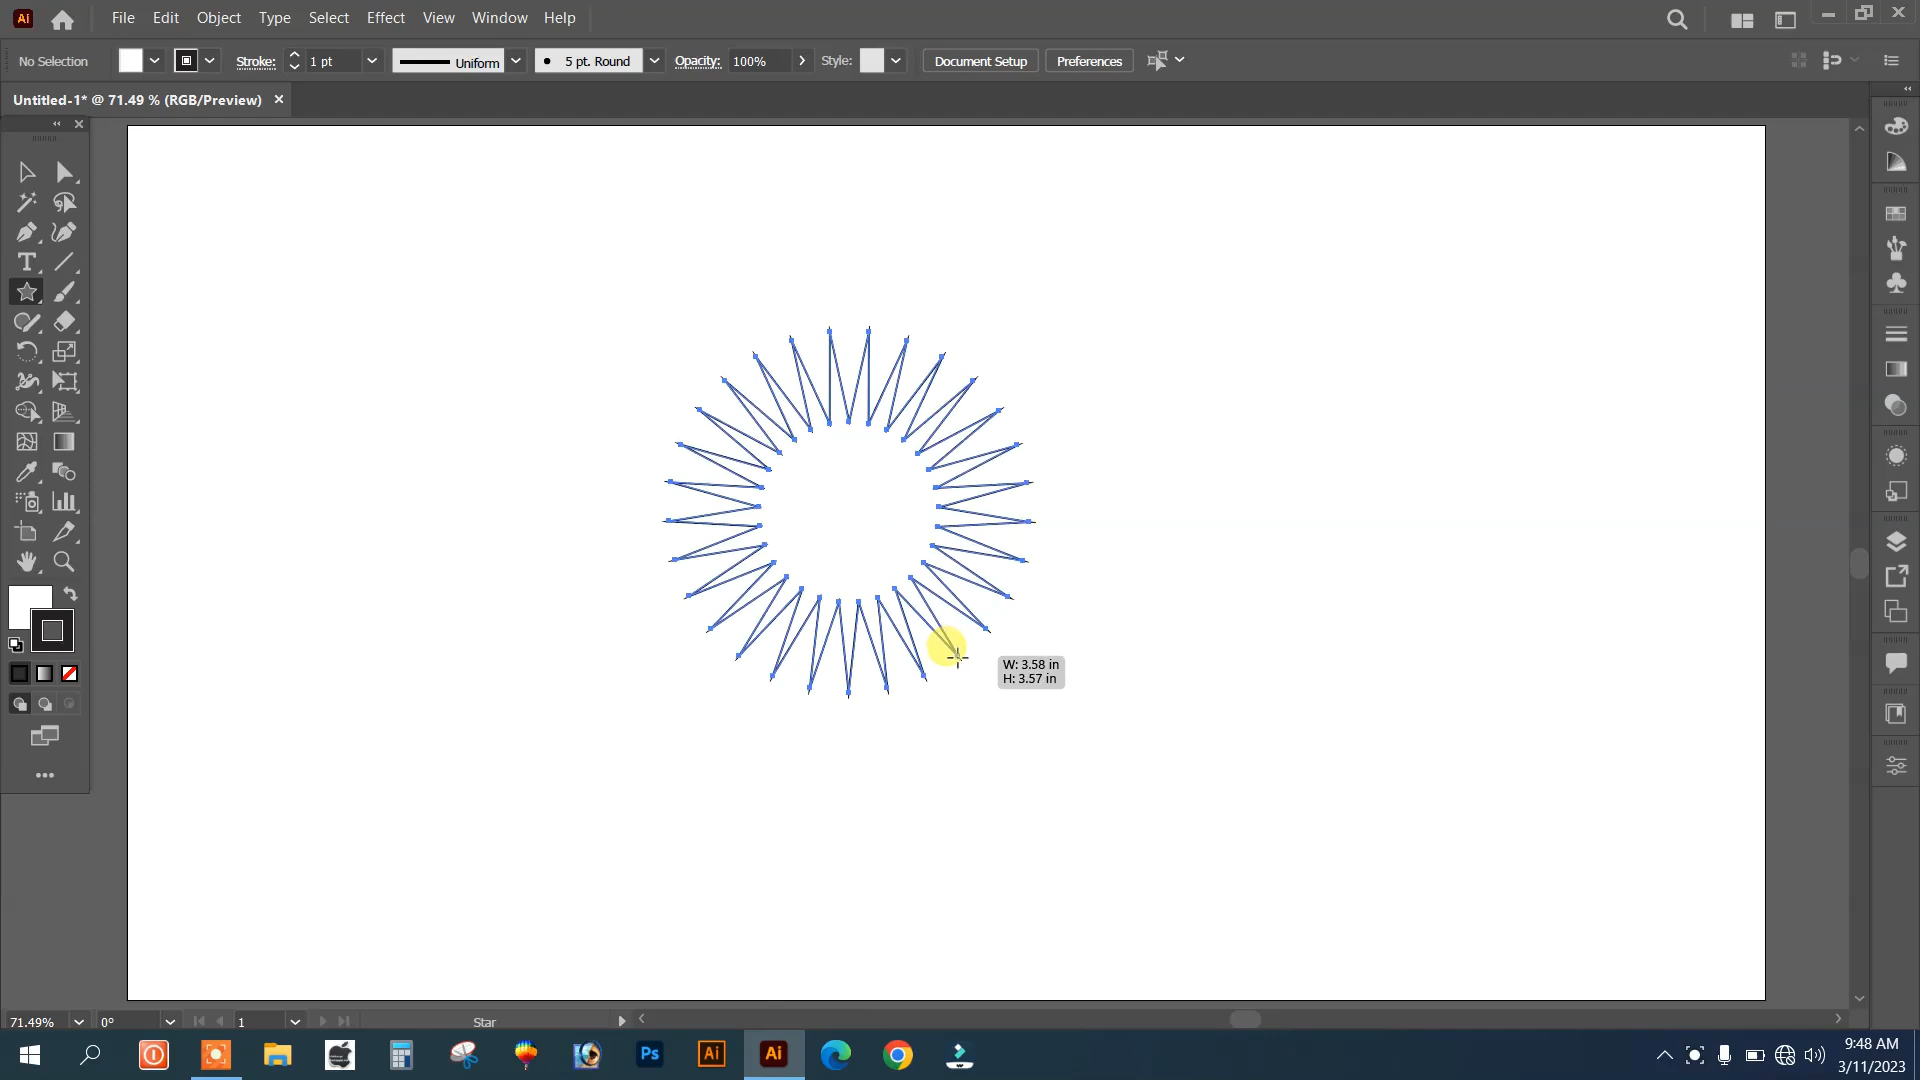 Ai File Edit Object Type Select Effect View Window Help
No Selection Stroke: 1 pt Uniform 5 pt. Round Opacity: 100% Style: Document Setup Preferences
Untitled-1* @ 71.49 % (RGB/Preview)
W: 3.58 in
H: 3.57 in
71.49% 0° 1 Star
Ps Ai Ai
9:48 AM
3/11/2023